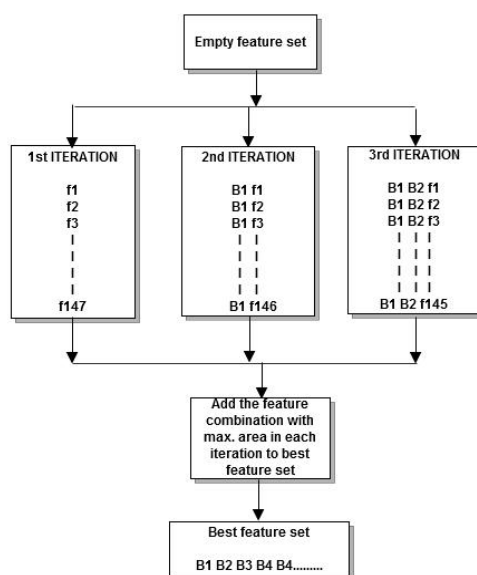 Empty feature set
1st ITERATION
f1
f2
f3
f147
2nd ITERATION
B1 f1
B1 f2
B1 f3
B1 f146
3rd ITERATION
B1 B2 f1
B1 B2 f2
B1 B2 f3
B1 B2 f145
Add the feature
combination with
max. area in each
iteration to best
feature set
Best feature set
B1 B2 B3 B4 B4.........